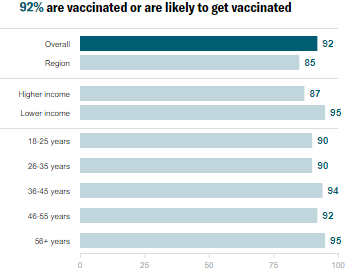 92% are vaccinated or are likely to get vaccinated
Overall 92
Region 85
Higher income 87
Lower income 95
18-25 years 90
26-35 years 90
36-45 years 94
46-55 years 92
56+ years 95
0 25 50 75 100